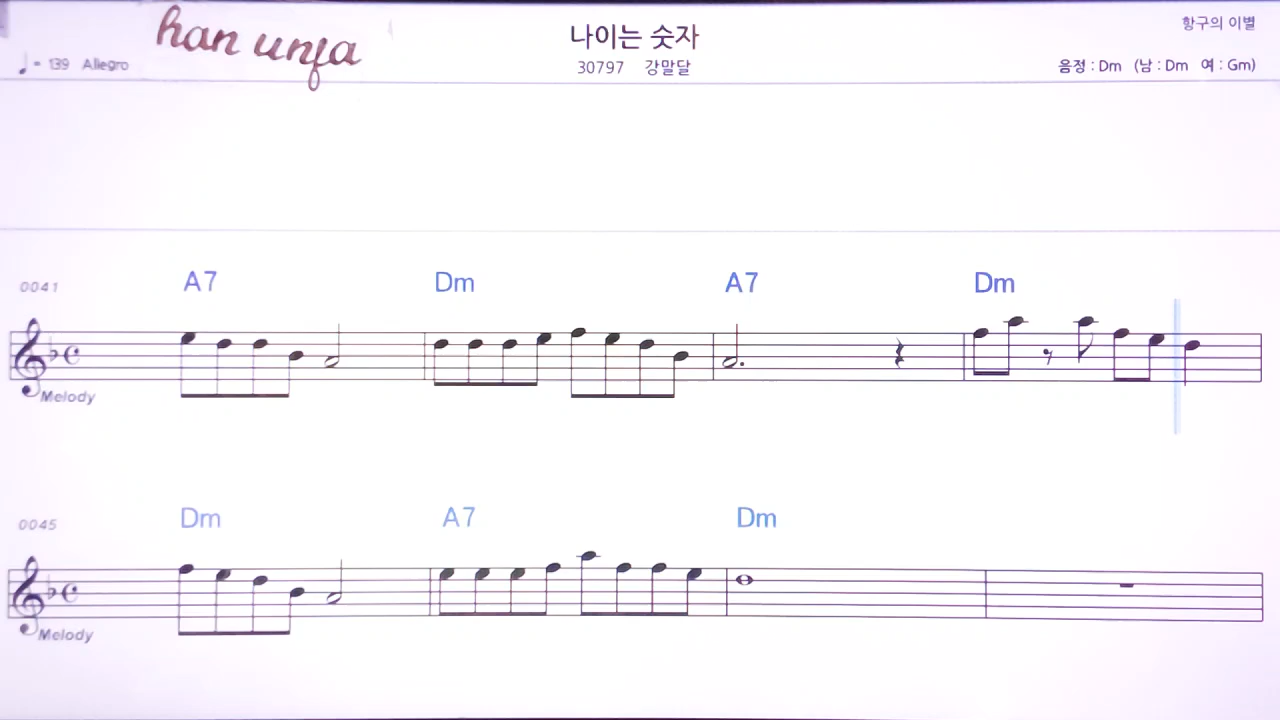 han unfa
나이는 숫자
항구의 이별
♩ = 139 Allegro
30797 강말달
음정 : Dm (남 : Dm 여 : Gm)
0041 A7 Dm A7 Dm
Melody
0045 Dm A7 Dm
Melody